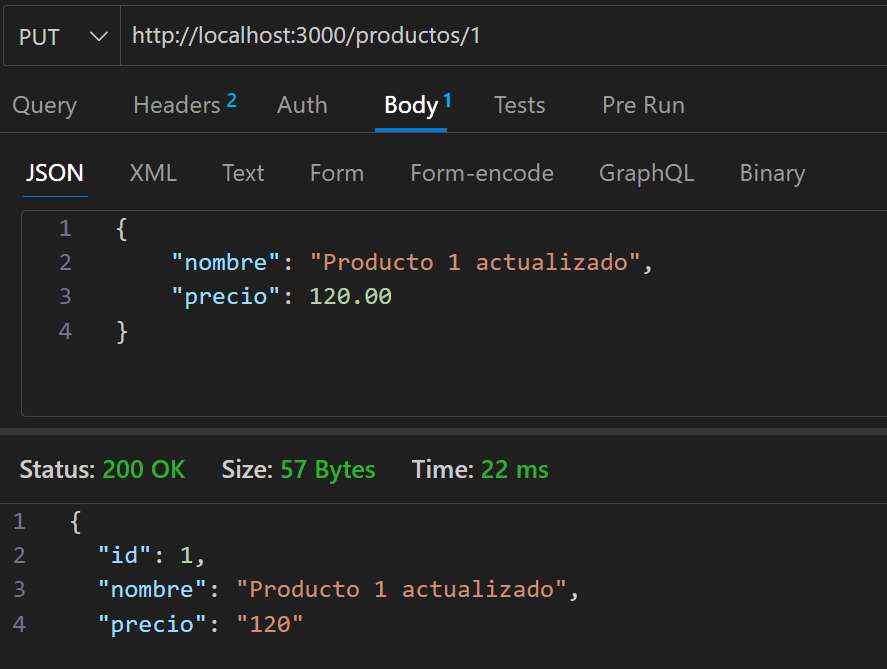 PUT http://localhost:3000/productos/1
Query Headers 2 Auth Body 1 Tests Pre Run
JSON XML Text Form Form-encode GraphQL Binary
1 {
2 "nombre": "Producto 1 actualizado",
3 "precio": 120.00
4 }
Status: 200 OK Size: 57 Bytes Time: 22 ms
1 {
2 "id": 1,
3 "nombre": "Producto 1 actualizado",
4 "precio": "120"